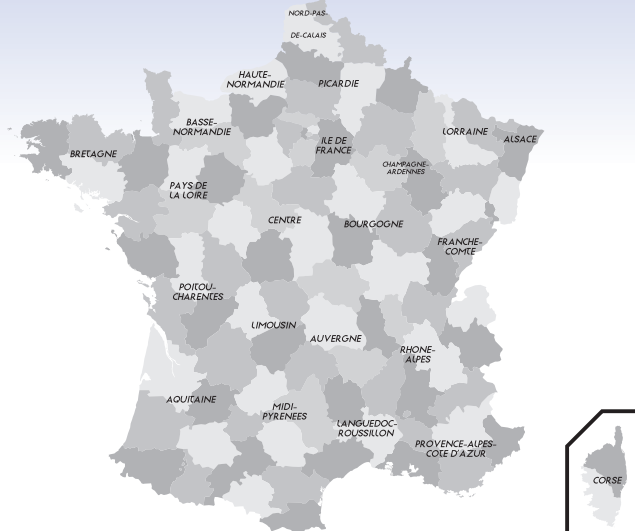 NORD-PAS-
DE-CALAIS
HAUTE-
NORMANDIE
PICARDIE
BASSE-
NORMANDIE
ILE DE
FRANCE
LORRAINE
ALSACE
BRETAGNE
CHAMPAGNE-
ARDENNES
PAYS DE
LA LOIRE
CENTRE
BOURGOGNE
FRANCHE-
COMTE
POITOU-
CHARENTES
LIMOUSIN
AUVERGNE
RHONE-
ALPES
AQUITAINE
MIDI-
PYRENEES
LANGUEDOC-
ROUSSILLON
PROVENCE-ALPES-
COTE D'AZUR
CORSE